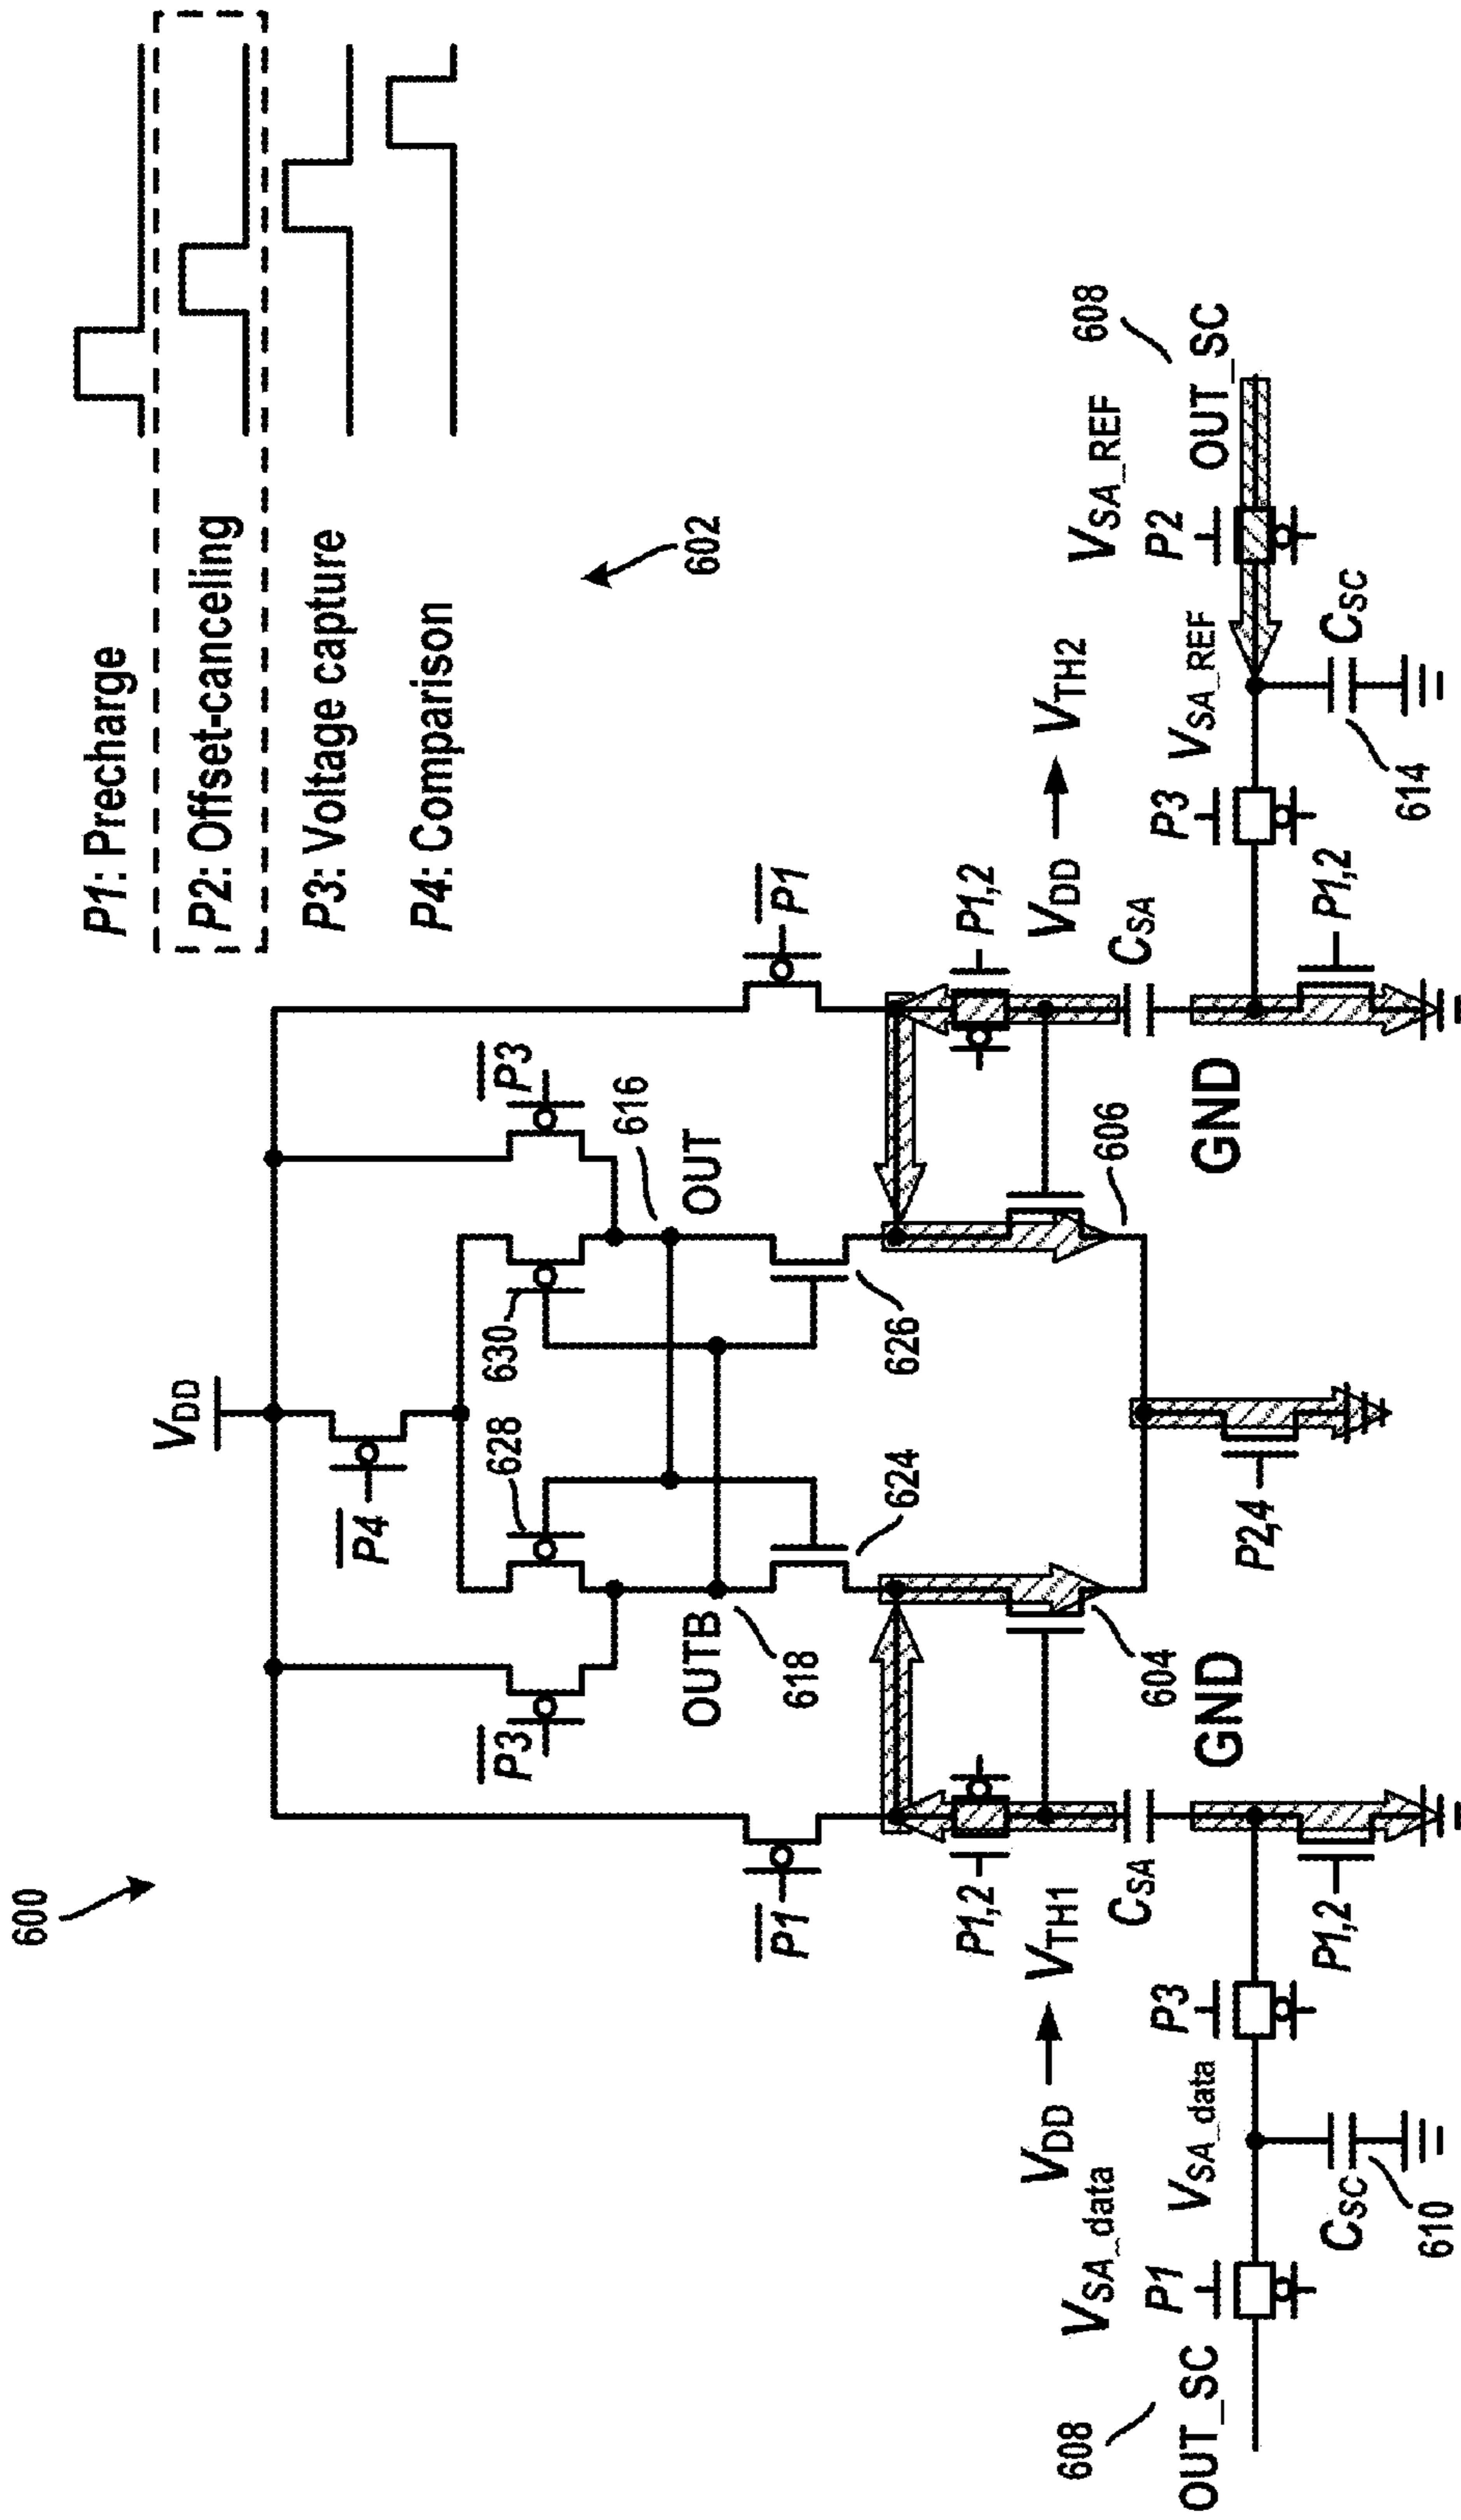 600
P1: Precharge
P2: Offset-canceling
P3: Voltage capture
P4: Comparison
602
VDD
P4
P3
P3
628
630
616
OUTB
OUT
618
P1
P1
624
626
P1,2
P1,2
VDD
VTH1
VDD
VTH2
CSA
CSA
604
606
GND
GND
P2,4
P1,2
P1,2
608
OUT_SC
VSA_data
P1
VSA_data
P3
CSC
610
P3
VSA_REF
CSC
614
VSA_REF
P2
608
OUT_SC